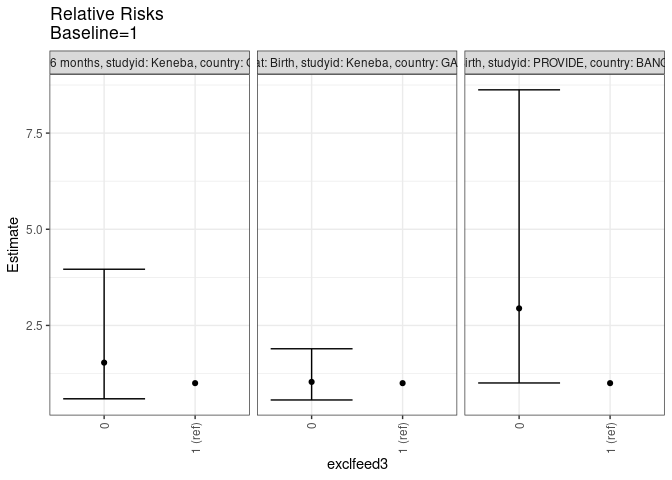 Relative Risks
Baseline=1
6 months, studyid: Keneba, country: G
at: Birth, studyid: Keneba, country: GA
irth, studyid: PROVIDE, country: BANG
Estimate
7.5
5.0
2.5
0
1 (ref)
0
1 (ref)
0
1 (ref)
exclfeed3